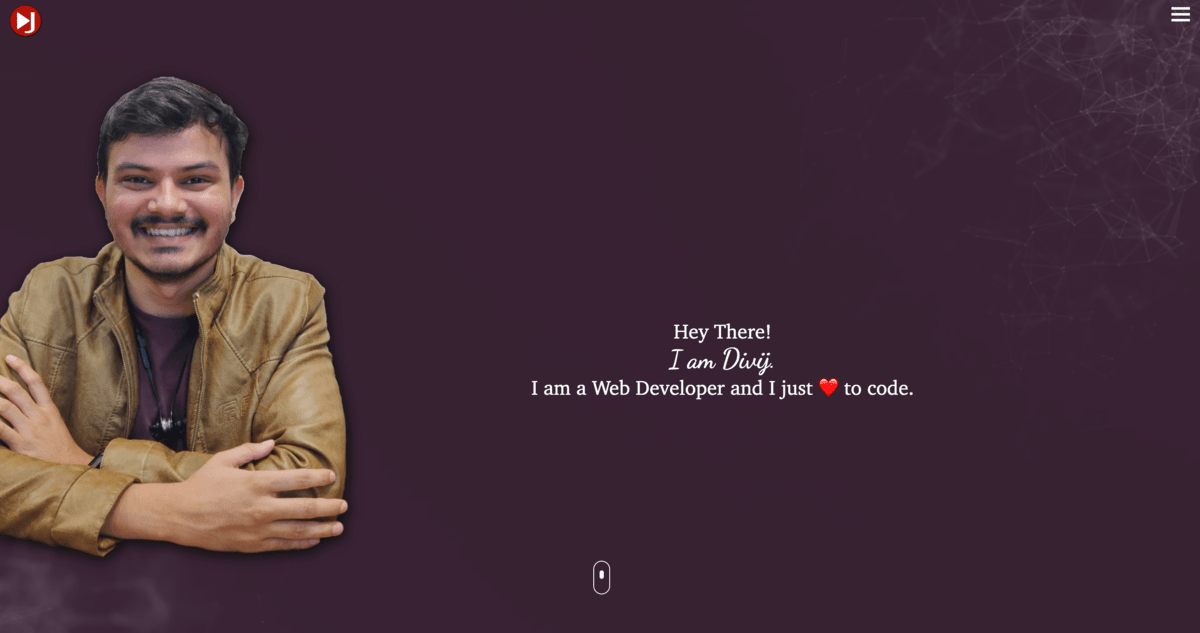 Hey There!
I am Divij.
I am a Web Developer and I just ❤️ to code.